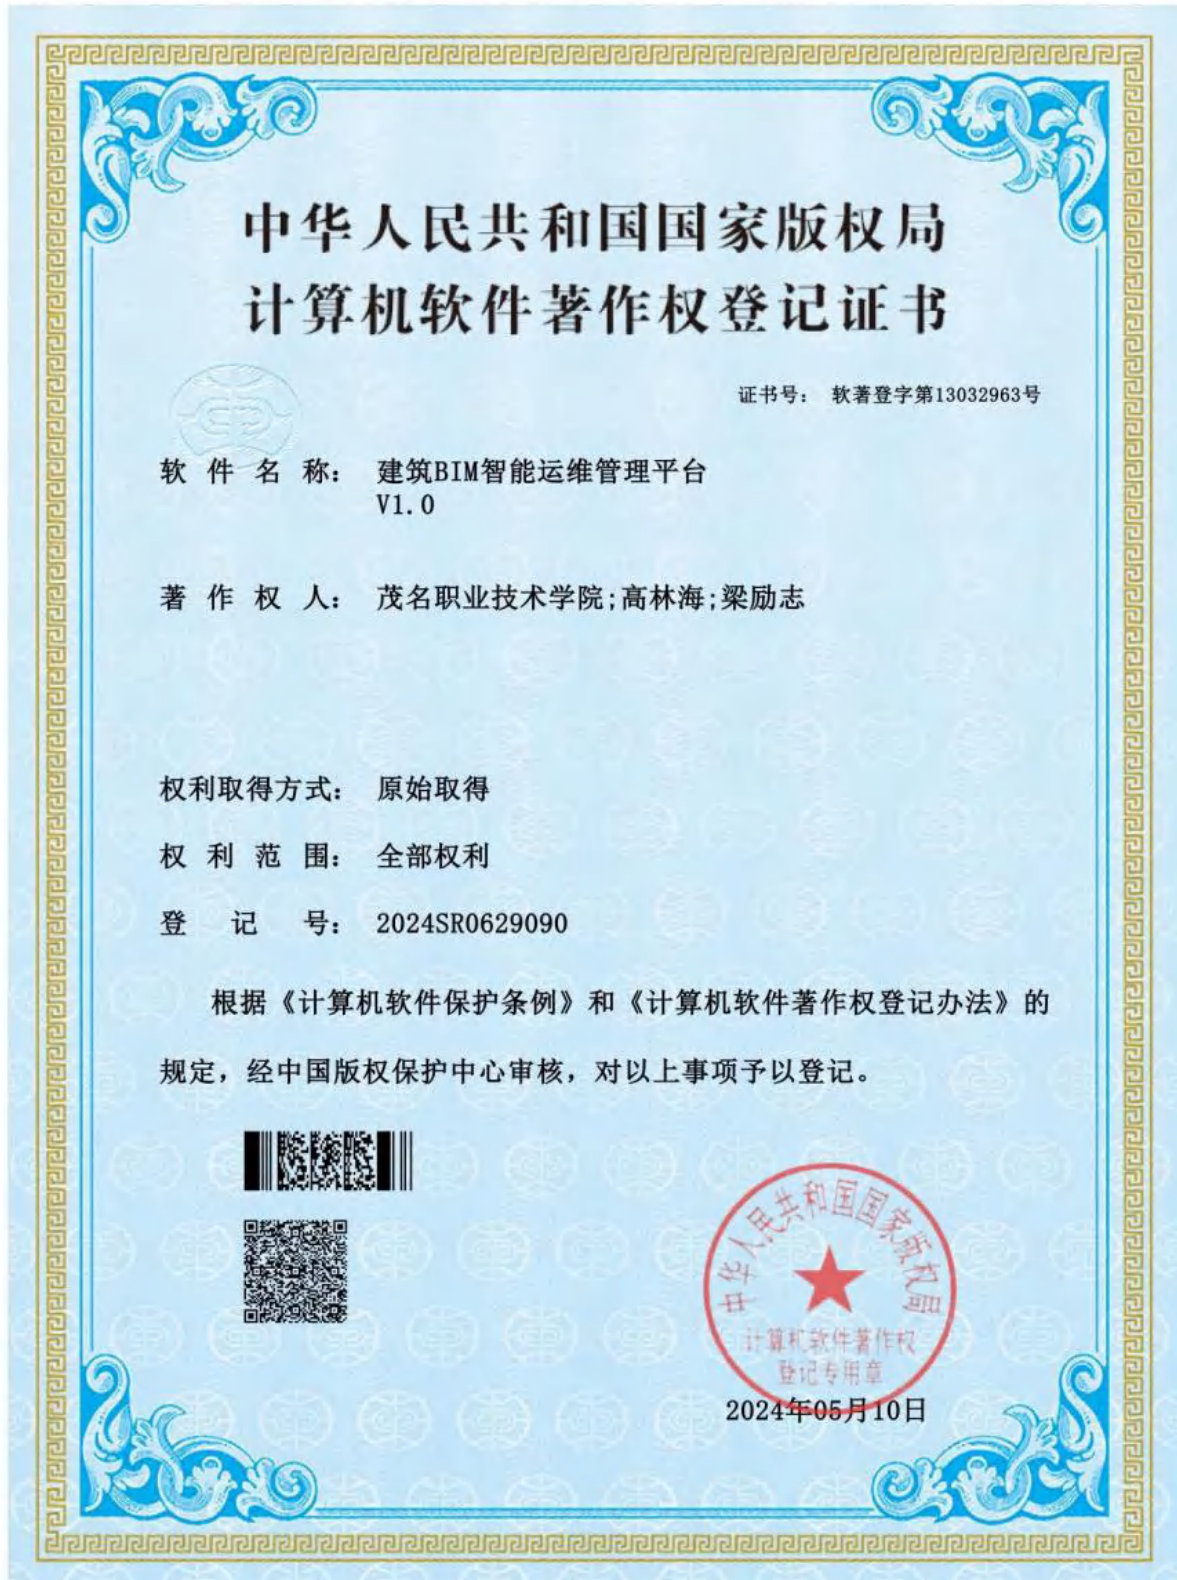 中华人民共和国国家版权局
计算机软件著作权登记证书
证书号： 软著登字第13032963号
软件名称： 建筑BIM智能运维管理平台
V1.0
著作权人： 茂名职业技术学院;高林海;梁励志
权利取得方式： 原始取得
权利范围： 全部权利
登记号： 2024SR0629090
根据《计算机软件保护条例》和《计算机软件著作权登记办法》的
规定，经中国版权保护中心审核，对以上事项予以登记。
中华人民共和国国家版权局
计算机软件著作权
登记专用章
2024年05月10日